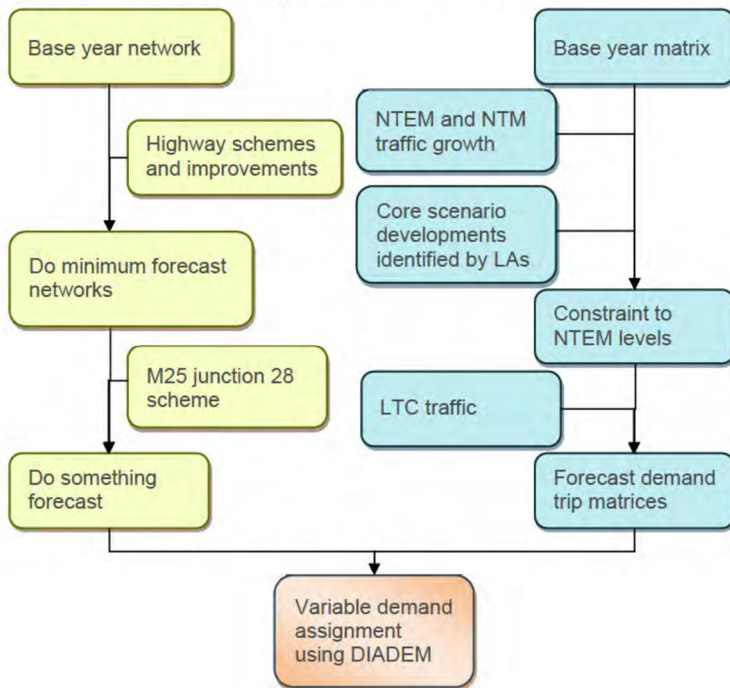 Base year network
Base year matrix
Highway schemes
and improvements
NTEM and NTM
traffic growth
Core scenario
developments
identified by LAs
Do minimum forecast
networks
Constraint to
NTEM levels
M25 junction 28
scheme
LTC traffic
Do something
forecast
Forecast demand
trip matrices
Variable demand
assignment
using DIADEM